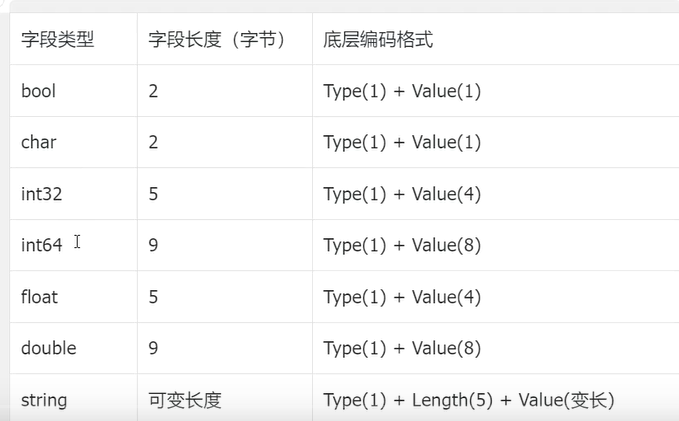 字段类型 字段长度（字节） 底层编码格式
bool 2 Type(1) + Value(1)
char 2 Type(1) + Value(1)
int32 5 Type(1) + Value(4)
int64 9 Type(1) + Value(8)
float 5 Type(1) + Value(4)
double 9 Type(1) + Value(8)
string 可变长度 Type(1) + Length(5) + Value(变长)